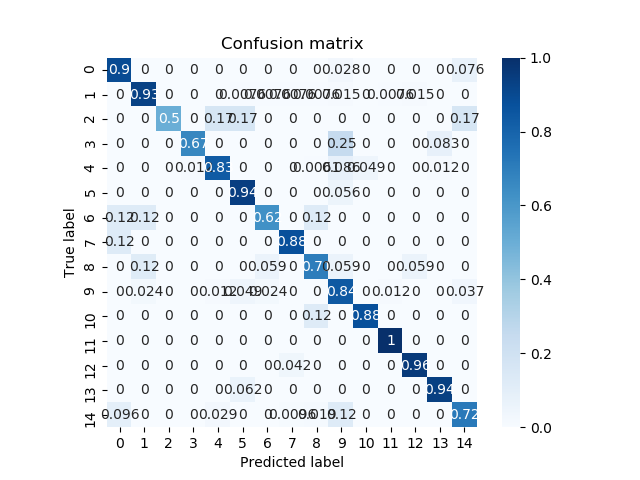 Confusion matrix
0 0.9 0 0 0 0 0 0 0 0 0.028 0 0 0 0 0.076 1.0
1 0 0.93 0 0 0 0.0076 0.0076 0.0076 0.0076 0.015 0 0.0076 0.015 0 0
2 0 0 0.5 0 0.17 0.17 0 0 0 0 0 0 0 0 0.17
3 0 0 0 0.67 0 0 0 0 0 0.25 0 0 0 0.083 0 0.8
4 0 0 0 0.83 0 0 0 0.049 0 0 0.012 0
5 0 0 0 0 0 0.94 0 0 0 0.056 0 0 0 0 0
True label
6 0.12 0.12 0 0 0 0 0.62 0 0.12 0 0 0 0 0 0 0.6
7 0.12 0 0 0 0 0 0 0.88 0 0 0 0 0 0 0
8 0 0.12 0 0 0 0 0.059 0 0.7 0.059 0 0 0.059 0 0 0.4
9 0 0.024 0 0 0.012 0.049 0.024 0 0 0.84 0 0.012 0 0 0.037
10 0 0 0 0 0 0 0 0 0.12 0 0.88 0 0 0 0
11 0 0 0 0 0 0 0 0 0 0 0 1 0 0 0 0.2
12 0 0 0 0 0 0 0 0.042 0 0 0 0 0.96 0 0
13 0 0 0 0 0 0.062 0 0 0 0 0 0 0 0.94 0
14 0.096 0 0 0 0.029 0 0 0.0096 0.019 0.12 0 0 0 0 0.72 0.0
0 1 2 3 4 5 6 7 8 9 10 11 12 13 14
Predicted label